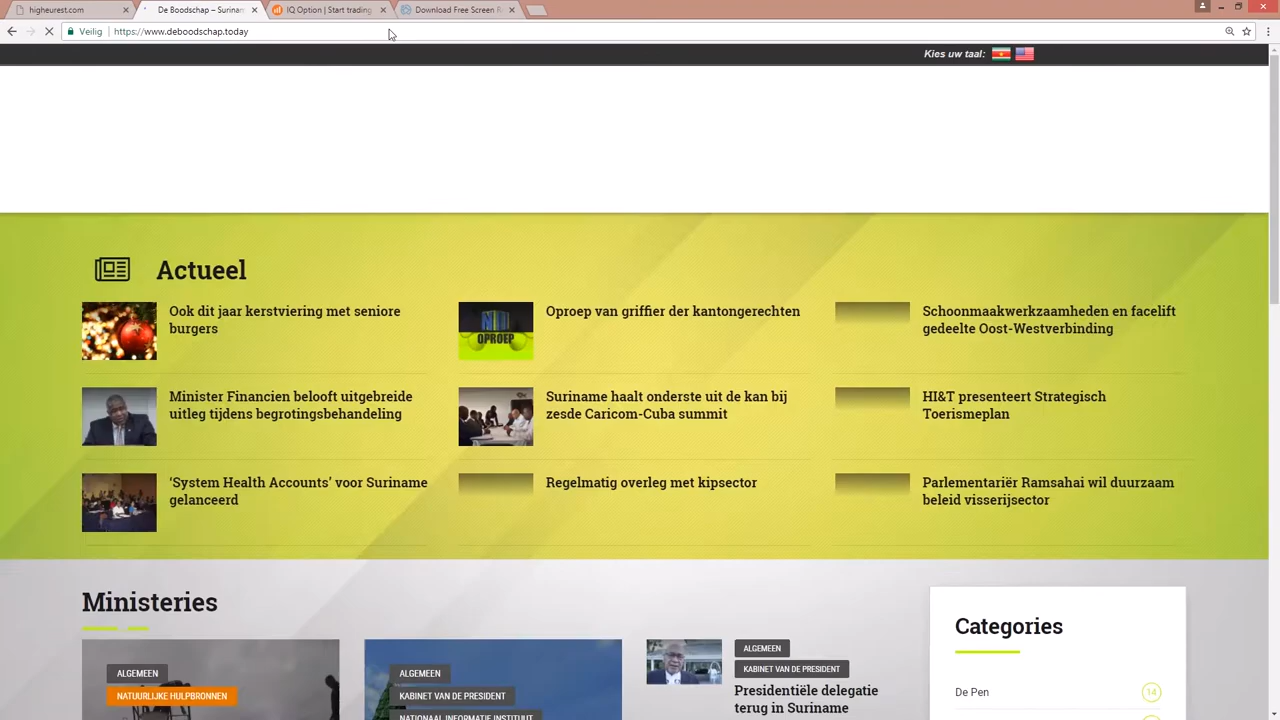 higheurest.com
De Boodschap – Surinam
IQ Option | Start trading
Download Free Screen R
Veilig
https://www.deboodschap.today
Kies uw taal:
Actueel
Ook dit jaar kerstviering met seniore
burgers
Oproep van griffier der kantongerechten
OPROEP
Schoonmaakwerkzaamheden en facelift
gedeelte Oost-Westverbinding
Minister Financien belooft uitgebreide
uitleg tijdens begrotingsbehandeling
Suriname haalt onderste uit de kan bij
zesde Caricom-Cuba summit
HI&T presenteert Strategisch
Toerismeplan
‘System Health Accounts’ voor Suriname
gelanceerd
Regelmatig overleg met kipsector
Parlementariër Ramsahai wil duurzaam
beleid visserijsector
Ministeries
ALGEMEEN
NATUURLIJKE HULPBRONNEN
ALGEMEEN
KABINET VAN DE PRESIDENT
NATIONAAL INFORMATIE INSTITUUT
ALGEMEEN
KABINET VAN DE PRESIDENT
Presidentiële delegatie
terug in Suriname
Categories
De Pen
14